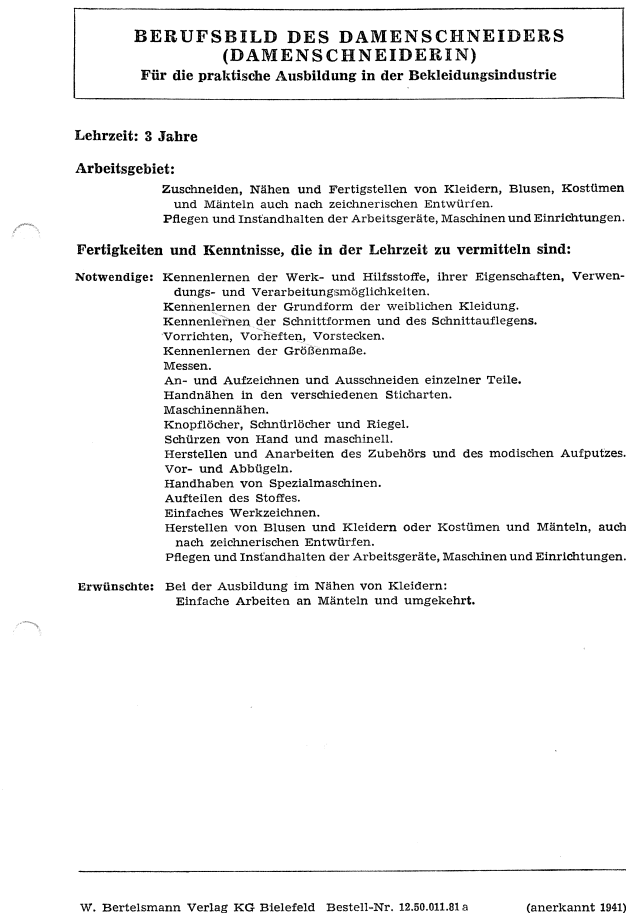 BERUFSBILD DES DAMENSCHNEIDERS
(DAMENSCHNEIDERIN)
Für die praktische Ausbildung in der Bekleidungsindustrie
Lehrzeit: 3 Jahre
Arbeitsgebiet:
Zuschneiden, Nähen und Fertigstellen von Kleidern, Blusen, Kostümen
und Mänteln auch nach zeichnerischen Entwürfen.
Pflegen und Instandhalten der Arbeitsgeräte, Maschinen und Einrichtungen.
Fertigkeiten und Kenntnisse, die in der Lehrzeit zu vermitteln sind:
Notwendige: Kennenlernen der Werk- und Hilfsstoffe, ihrer Eigenschaften, Verwen-
dungs- und Verarbeitungsmöglichkeiten.
Kennenlernen der Grundform der weiblichen Kleidung.
Kennenlernen der Schnittformen und des Schnittauflegens.
Vorrichten, Vorheften, Vorstecken.
Kennenlernen der Größenmaße.
Messen.
An- und Aufzeichnen und Ausschneiden einzelner Teile.
Handnähen in den verschiedenen Sticharten.
Maschinennähen.
Knopflöcher, Schnürlöcher und Riegel.
Schürzen von Hand und maschinell.
Herstellen und Anarbeiten des Zubehörs und des modischen Aufputzes.
Vor- und Abbügeln.
Handhaben von Spezialmaschinen.
Aufteilen des Stoffes.
Einfaches Werkzeichnen.
Herstellen von Blusen und Kleidern oder Kostümen und Mänteln, auch
nach zeichnerischen Entwürfen.
Pflegen und Instandhalten der Arbeitsgeräte, Maschinen und Einrichtungen.
Erwünschte: Bei der Ausbildung im Nähen von Kleidern:
Einfache Arbeiten an Mänteln und umgekehrt.
W. Bertelsmann Verlag KG Bielefeld Bestell-Nr. 12.50.011.81 a (anerkannt 1941)